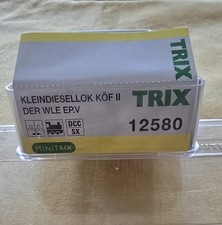 TRIX
KLEINDIESELLOK KÖF II
DER WLE EP.V
TRIX
12580
DCC
SX
MINITRIX